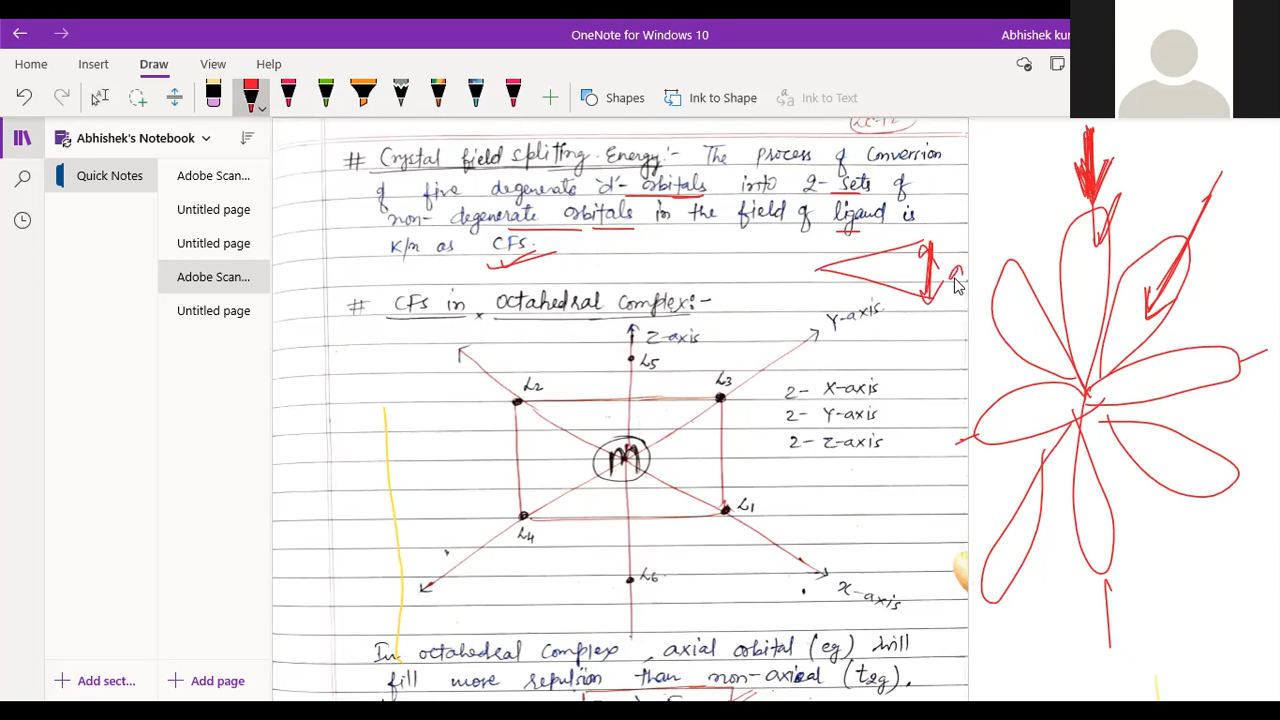 OneNote for Windows 10
Abhishek kum
Home Insert Draw View Help
Shapes Ink to Shape Ink to Text
Abhishek's Notebook
Quick Notes
Adobe Scan...
Untitled page
Untitled page
Adobe Scan...
Untitled page
Add sect...
Add page
# Crystal field splitting Energy:- The process of Conversion
of five degenerate 'd'- orbitals into 2- sets of
non- degenerate orbitals in the field of ligand is
K/n as CFS.
# CFS in octahedral Complex:-
Z-axis
Y-axis
L5
L2
L3
2- X-axis
2- Y-axis
2- Z-axis
M
L1
L4
L6
X-axis
In octahedral Complex, axial orbital (eg) will
fill more repulsion than non-axial (t2g).